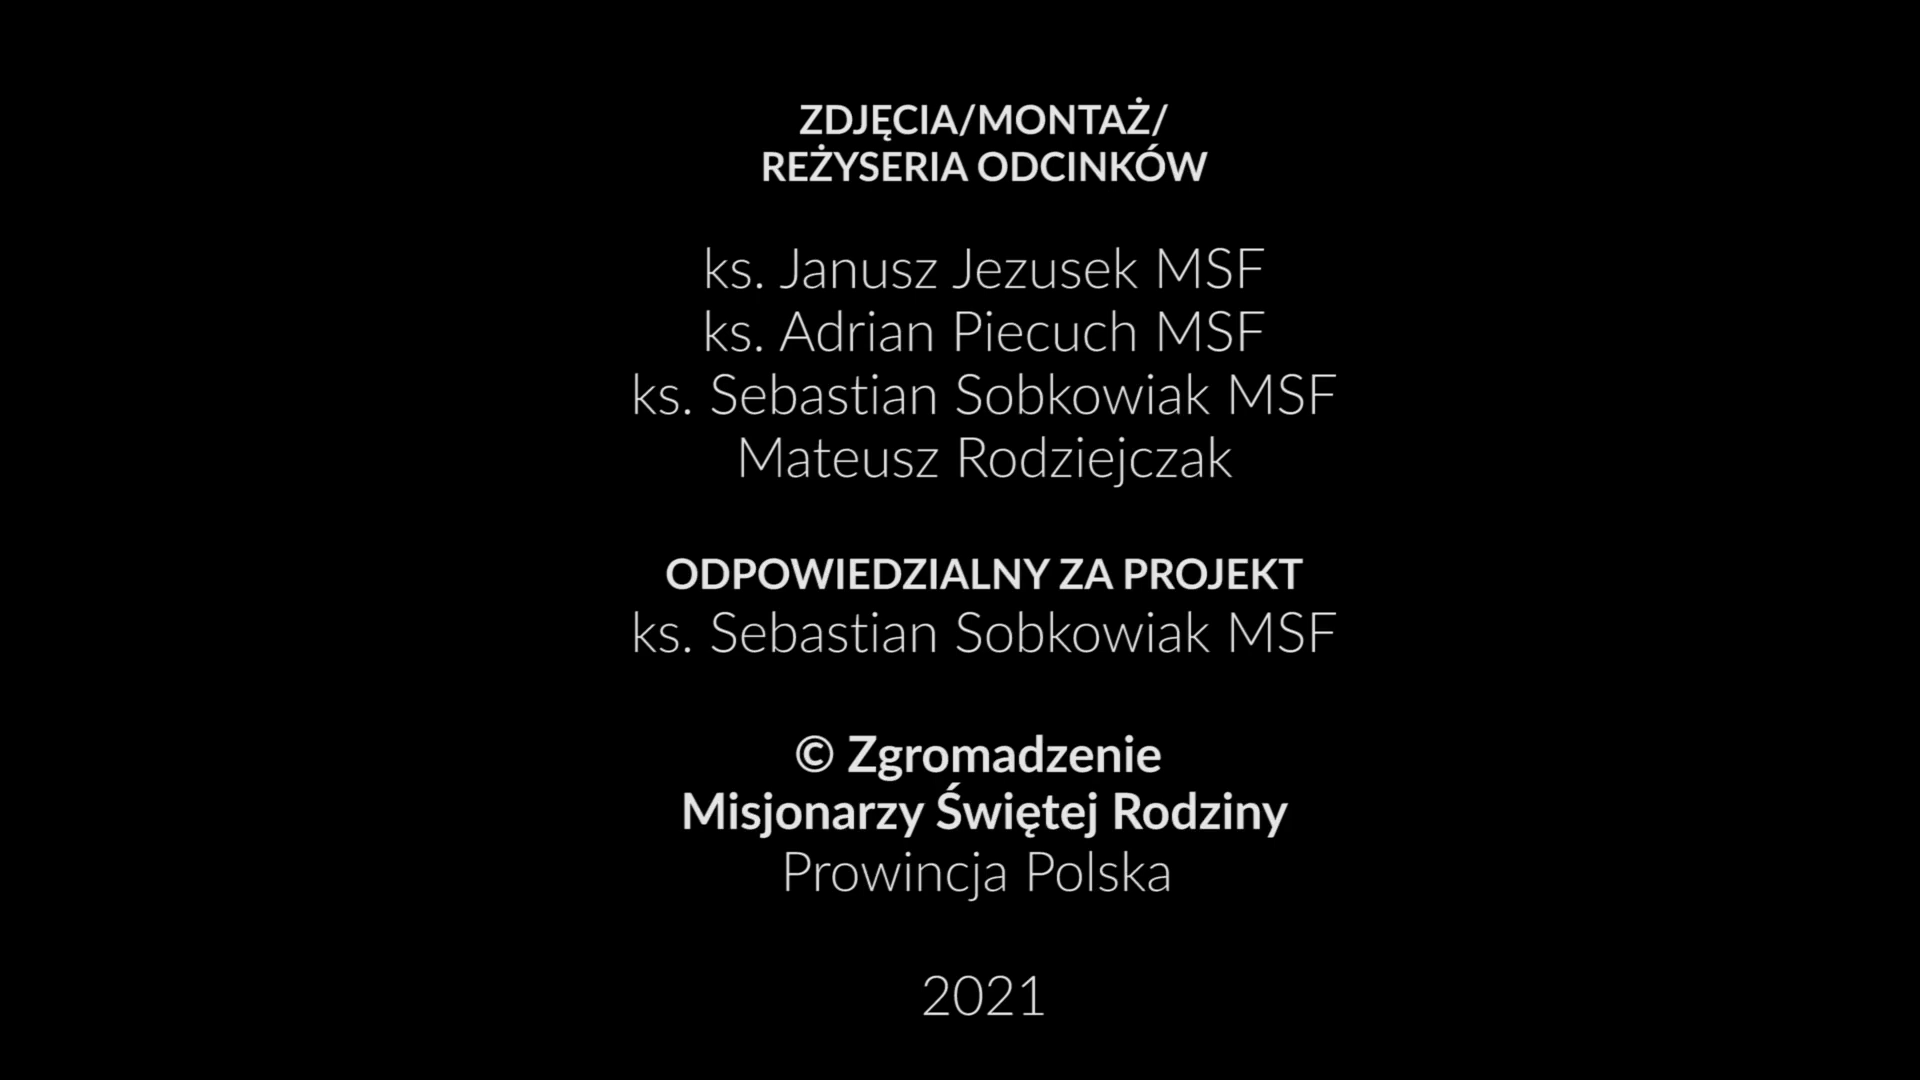 ZDJĘCIA/MONTAŻ/
REŻYSERIA ODCINKÓW
ks. Janusz Jezusek MSF
ks. Adrian Piecuch MSF
ks. Sebastian Sobkowiak MSF
Mateusz Rodziejczak
ODPOWIEDZIALNY ZA PROJEKT
ks. Sebastian Sobkowiak MSF
© Zgromadzenie
Misjonarzy Świętej Rodziny
Prowincja Polska
2021